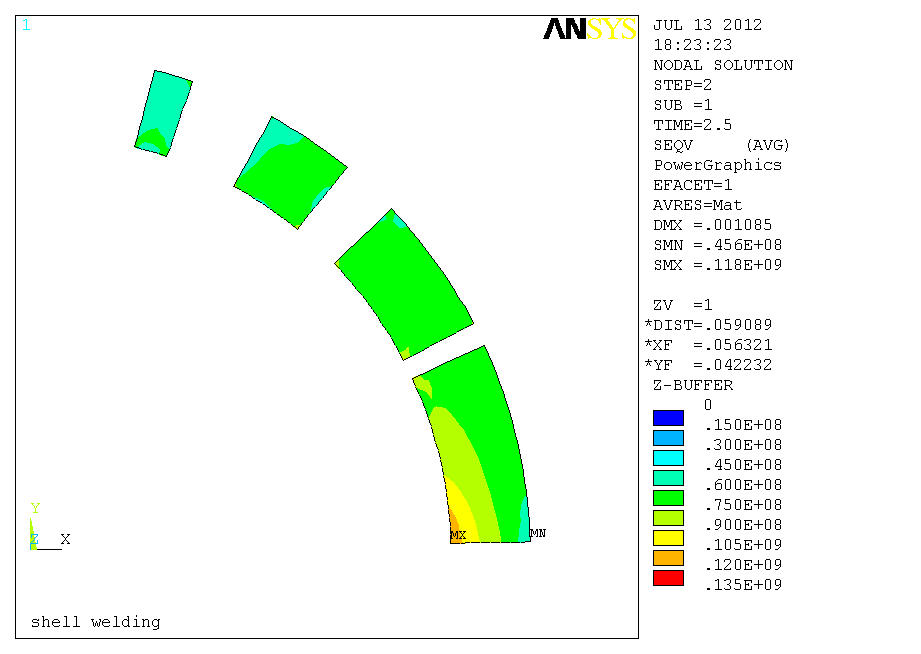 1
ANSYS
JUL 13 2012
18:23:23
NODAL SOLUTION
STEP=2
SUB =1
TIME=2.5
SEQV (AVG)
PowerGraphics
EFACET=1
AVRES=Mat
DMX =.001085
SMN =.456E+08
SMX =.118E+09
ZV =1
*DIST=.059089
*XF =.056321
*YF =.042232
Z-BUFFER
0
.150E+08
.300E+08
.450E+08
.600E+08
.750E+08
.900E+08
.105E+09
.120E+09
.135E+09
MX
MN
Y
Z X
shell welding